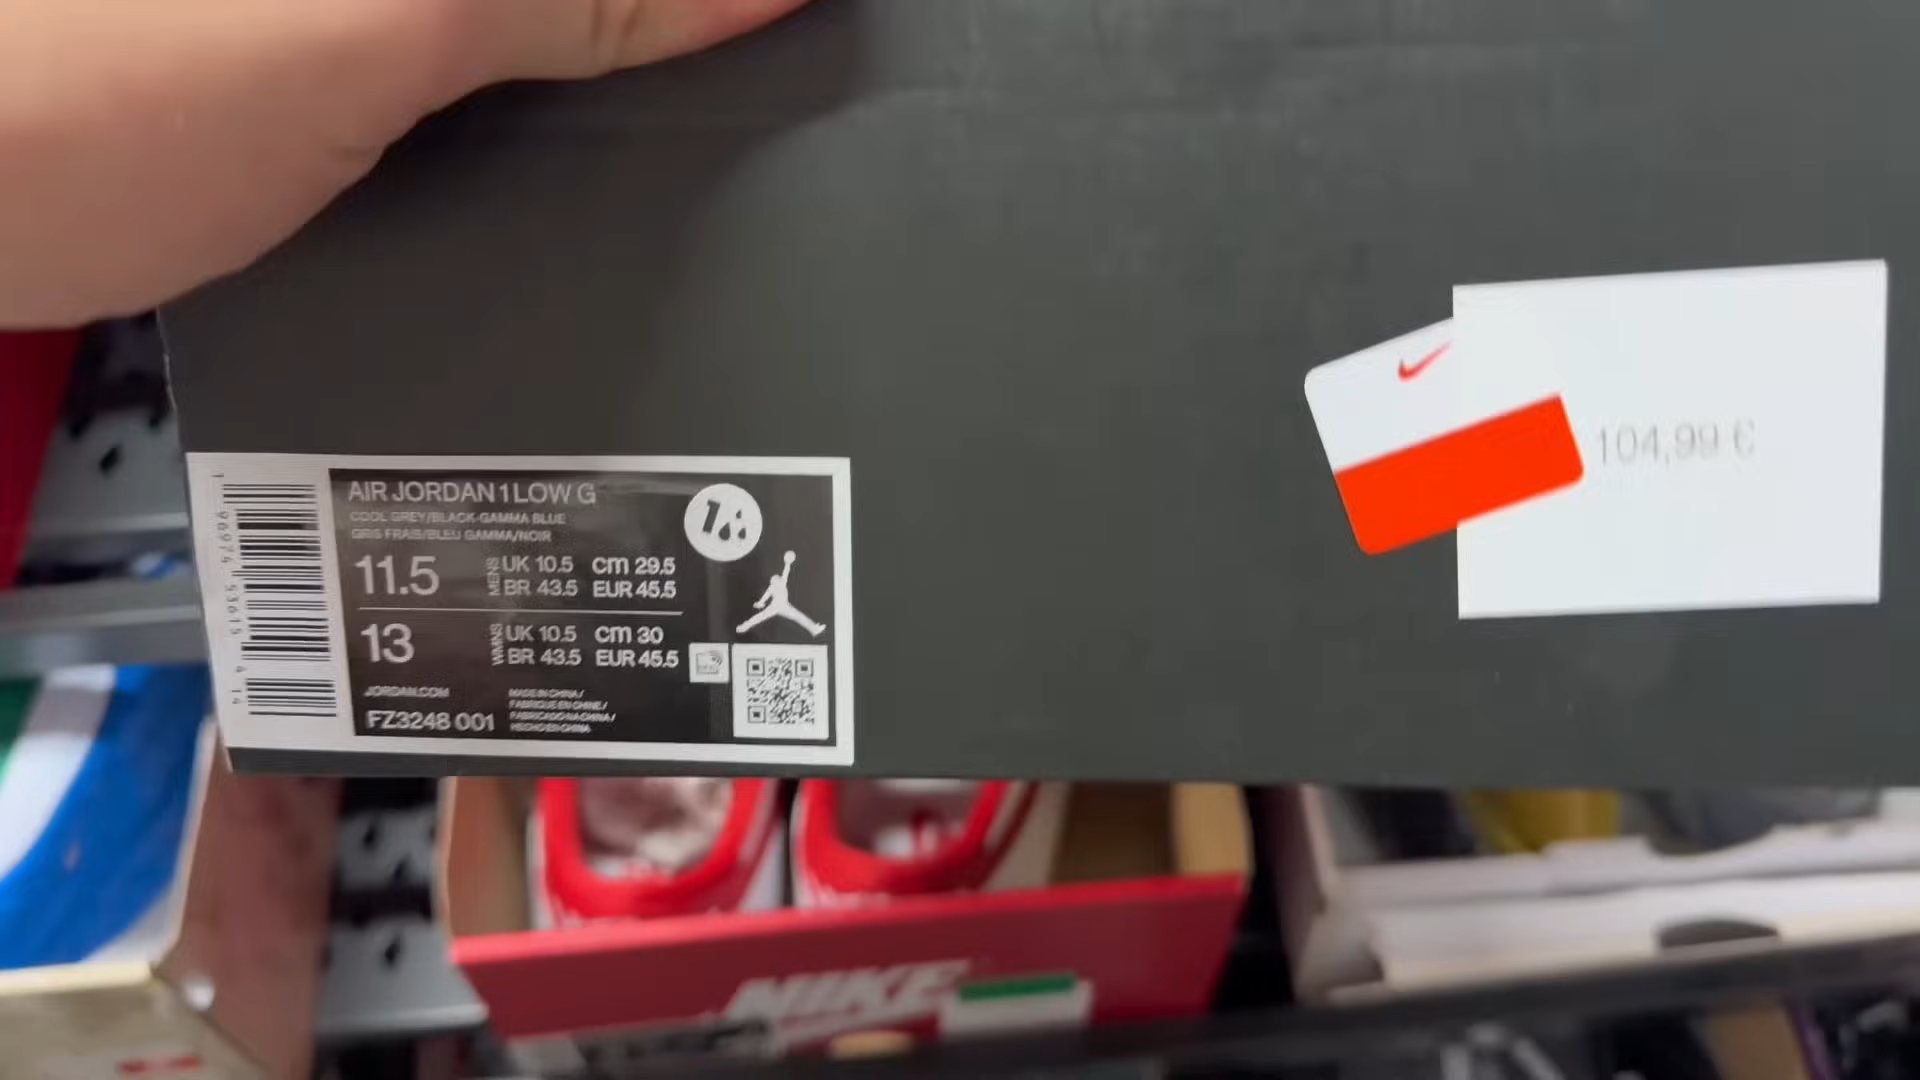 AIR JORDAN 1 LOW G
COOL GREY/BLACK-GAMMA BLUE
GRIS FRAIS/BLEU GAMMA/NOIR
11.5 MENS UK 10.5 cm 29.5
BR 43.5 EUR 45.5
13 WMNS UK 10.5 cm 30
BR 43.5 EUR 45.5
JORDAN.COM
FZ3248 001
MADE IN CHINA/
FABRIQUE EN CHINE/
FABRICADO NA CHINA/
HECHO EN CHINA
104,99 €
NIKE